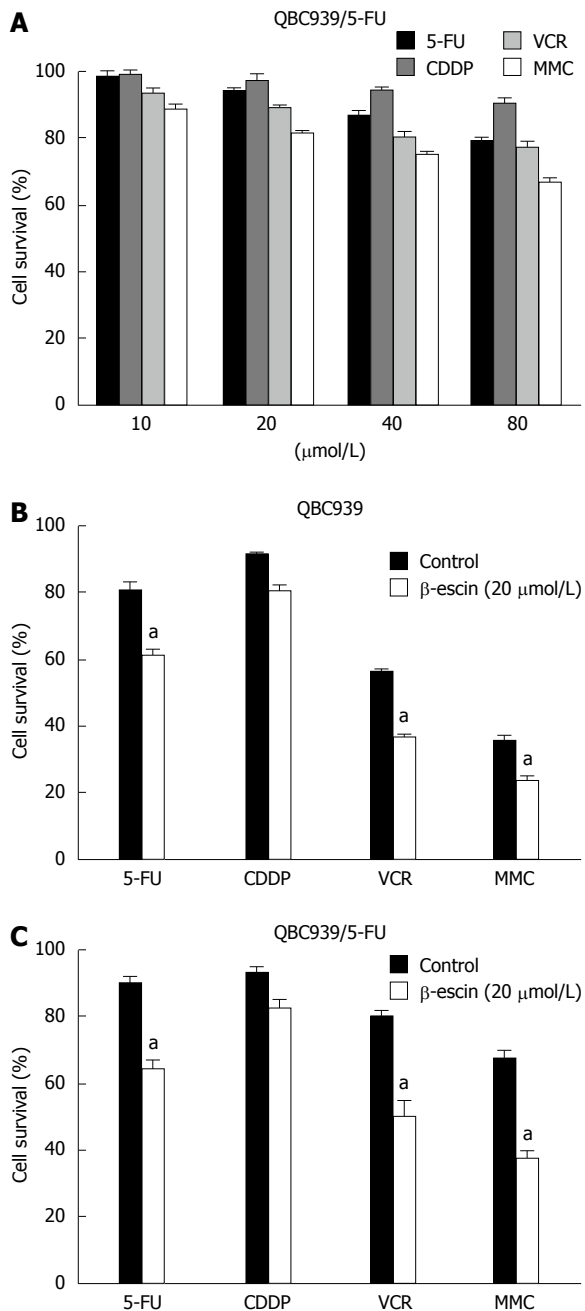 A
QBC939/5-FU
5-FU VCR
CDDP MMC
Cell survival (%)
100
80
60
40
20
0
10 20 40 80
(μmol/L)
B
QBC939
Control
β-escin (20 μmol/L)
Cell survival (%)
100
80
60
40
20
0
a a a
5-FU CDDP VCR MMC
C
QBC939/5-FU
Control
β-escin (20 μmol/L)
Cell survival (%)
100
80
60
40
20
0
a a a
5-FU CDDP VCR MMC